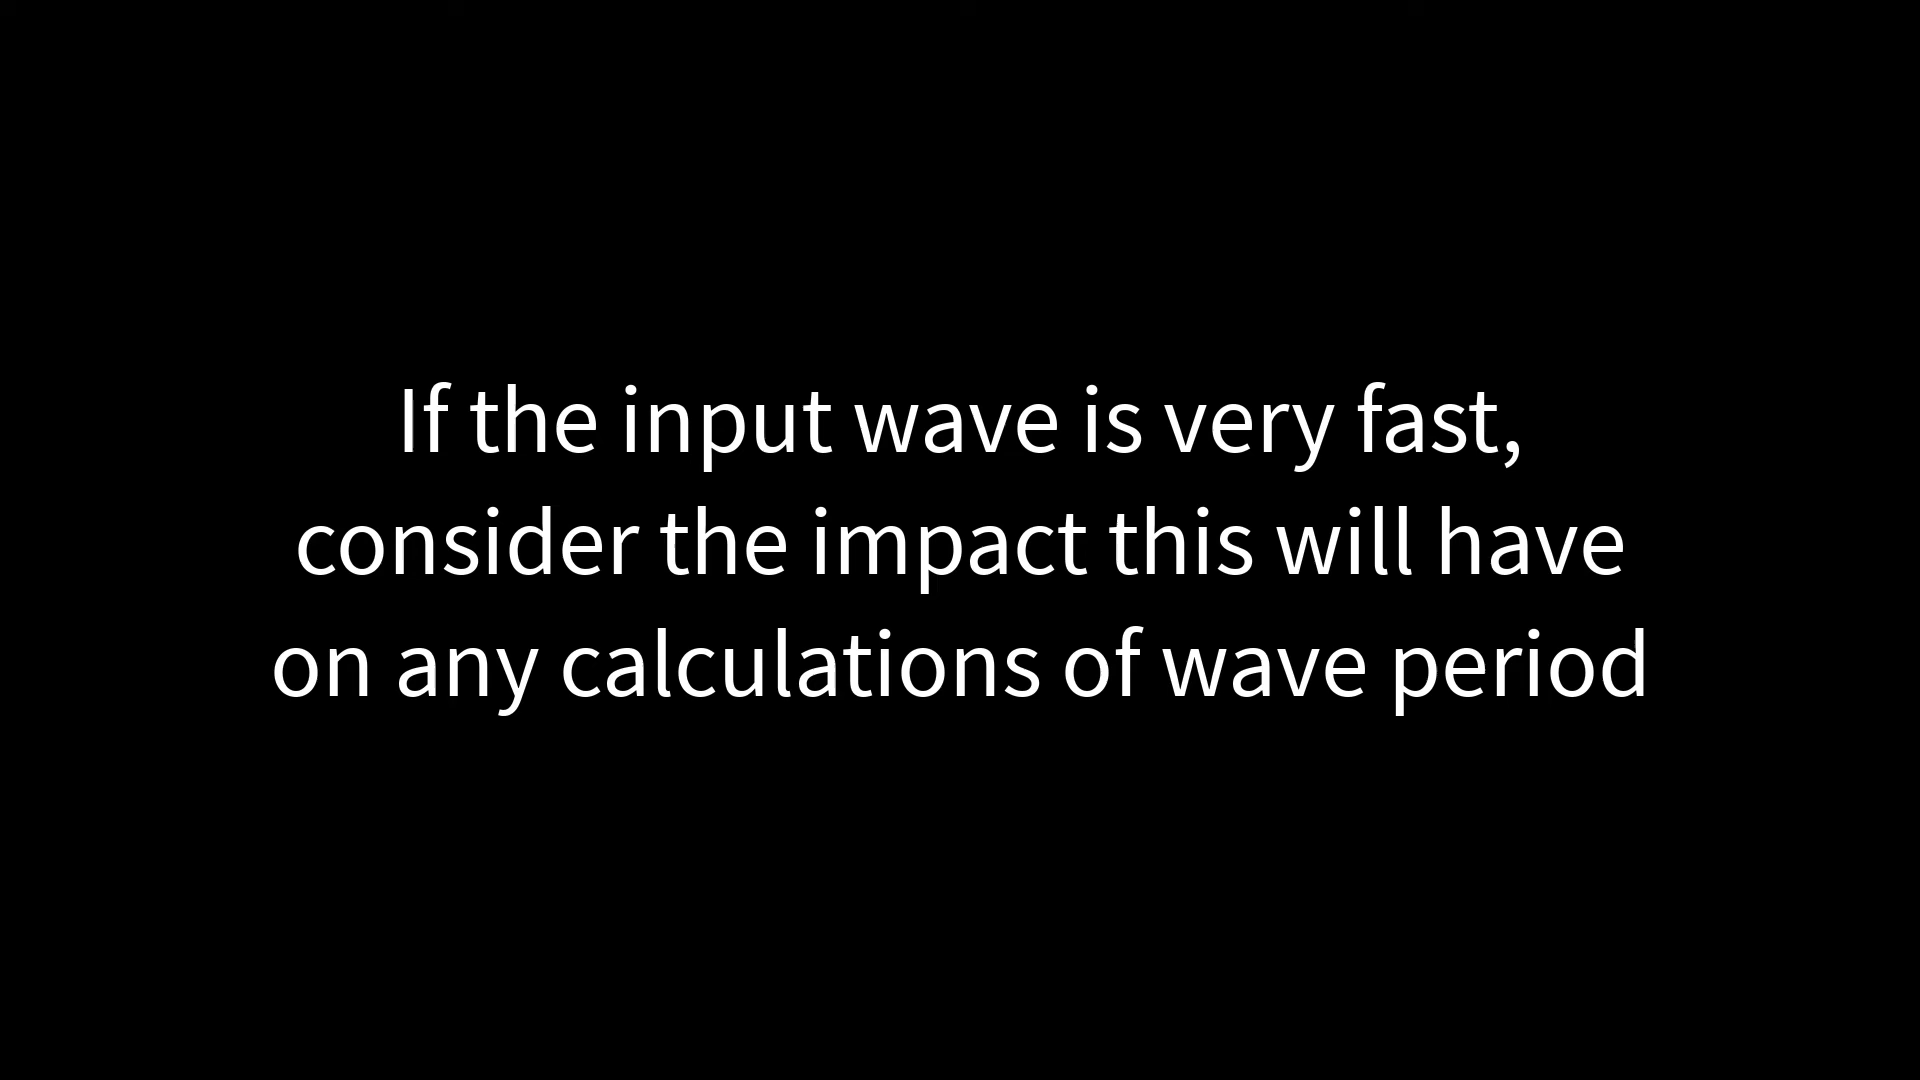 If the input wave is very fast,
consider the impact this will have
on any calculations of wave period